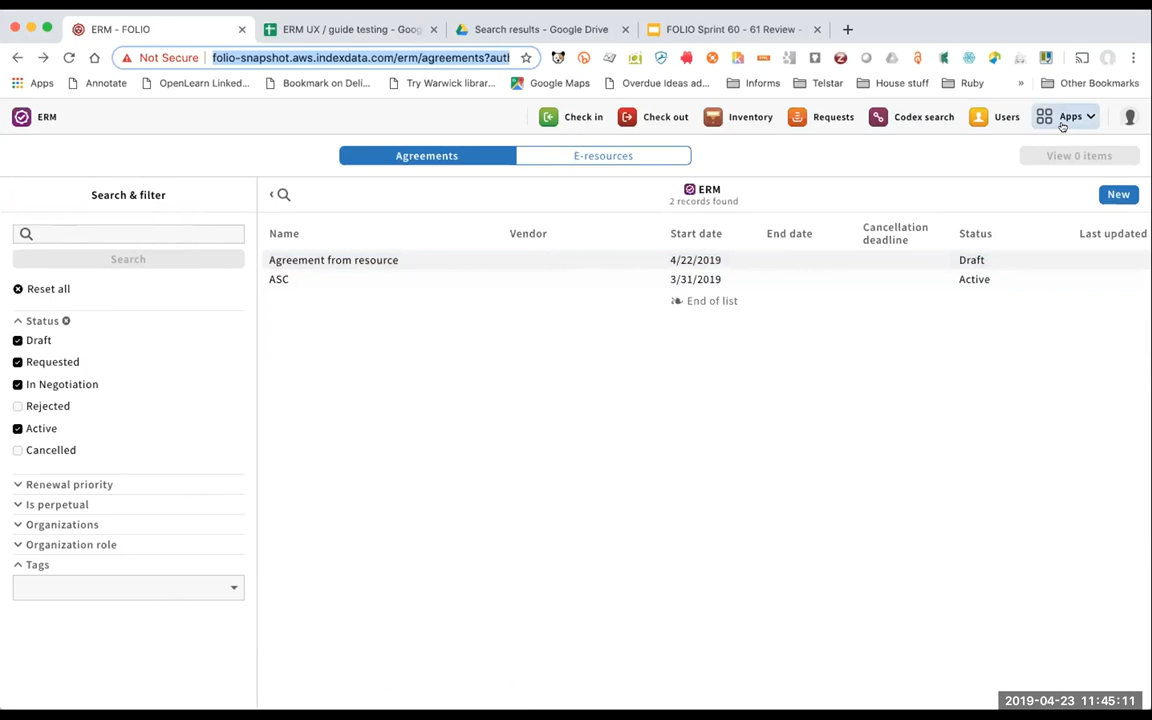 ERM - FOLIO
ERM UX / guide testing - Goog
Search results - Google Drive
FOLIO Sprint 60 - 61 Review -
Not Secure
folio-snapshot.aws.indexdata.com/erm/agreements?aut
Apps
Annotate
OpenLearn Linked...
Bookmark on Deli...
Try Warwick librar...
Google Maps
Overdue Ideas ad...
Informs
Telstar
House stuff
Ruby
»
Other Bookmarks
ERM
Check in
Check out
Inventory
Requests
Codex search
Users
Apps
Agreements
E-resources
View 0 items
Search & filter
ERM
2 records found
New
Search
Reset all
Status
Draft
Requested
In Negotiation
Rejected
Active
Cancelled
Renewal priority
Is perpetual
Organizations
Organization role
Tags
Name Vendor Start date End date Cancellation deadline Status Last updated
Agreement from resource 4/22/2019 Draft
ASC 3/31/2019 Active
End of list
2019-04-23 11:45:11